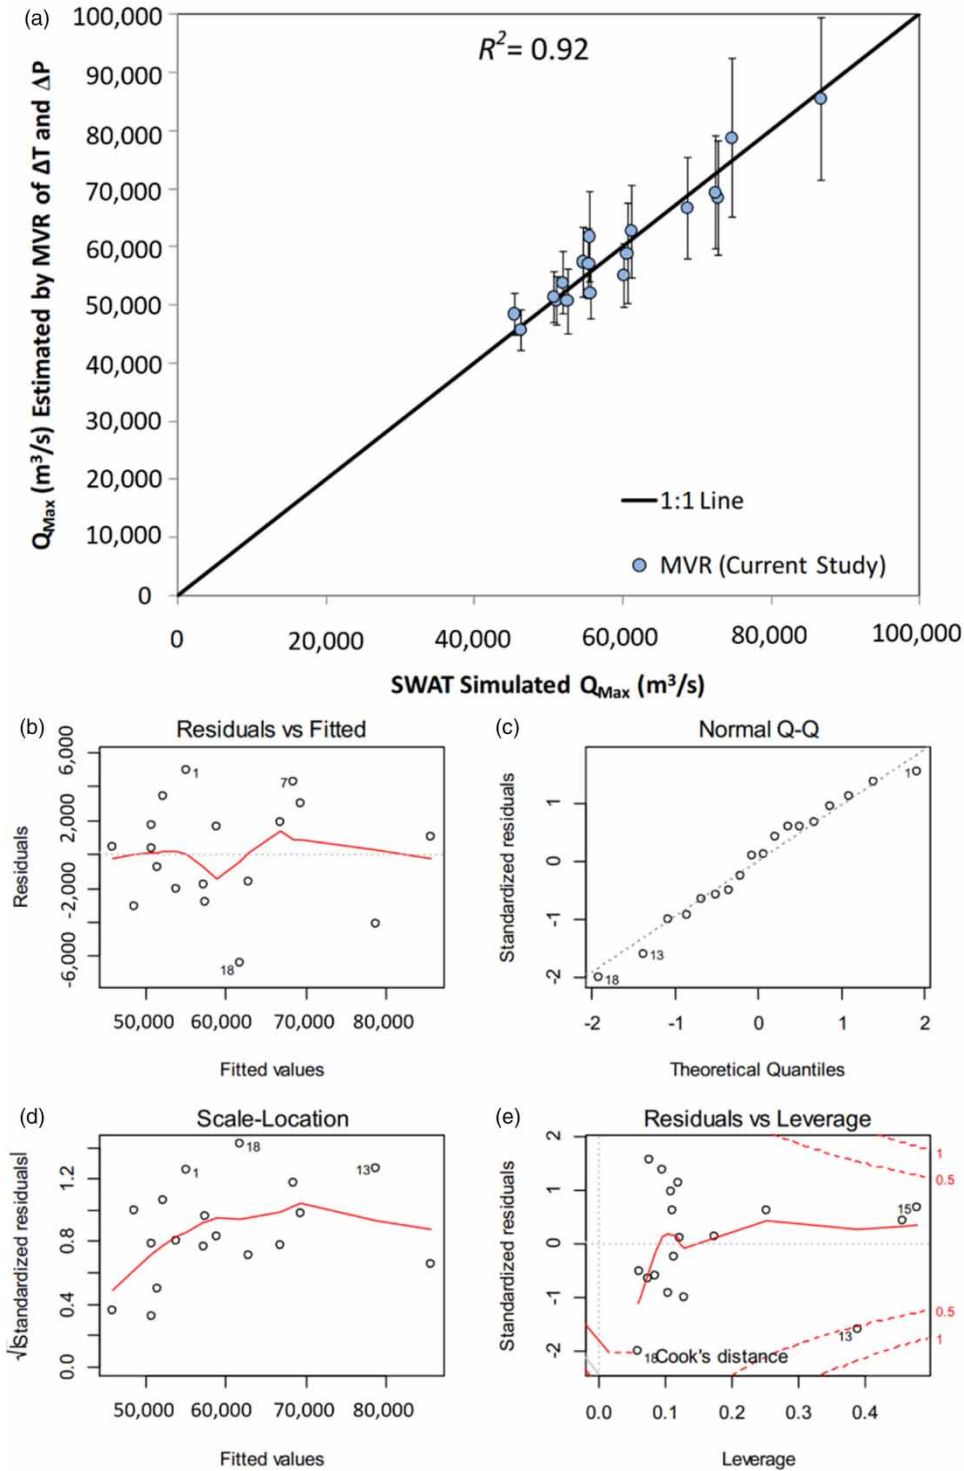 (a)
100,000
90,000
80,000
70,000
60,000
50,000
40,000
30,000
20,000
10,000
0
Q_Max (m³/s) Estimated by MVR of ΔT and ΔP
R²= 0.92
1:1 Line
MVR (Current Study)
0 20,000 40,000 60,000 80,000 100,000
SWAT Simulated Q_Max (m³/s)
(b)
Residuals vs Fitted
6,000
2,000
-2,000
-6,000
Residuals
1
7
18
50,000 60,000 70,000 80,000
Fitted values
(c)
Normal Q-Q
1
0
-1
-2
Standardized residuals
1
13
18
-2 -1 0 1 2
Theoretical Quantiles
(d)
Scale-Location
1.2
0.8
0.4
0.0
√|Standardized residuals|
18
1
13
50,000 60,000 70,000 80,000
Fitted values
(e)
Residuals vs Leverage
2
1
0
-1
-2
Standardized residuals
1
0.5
15
0.5
13
1
18
Cook's distance
0.0 0.1 0.2 0.3 0.4
Leverage